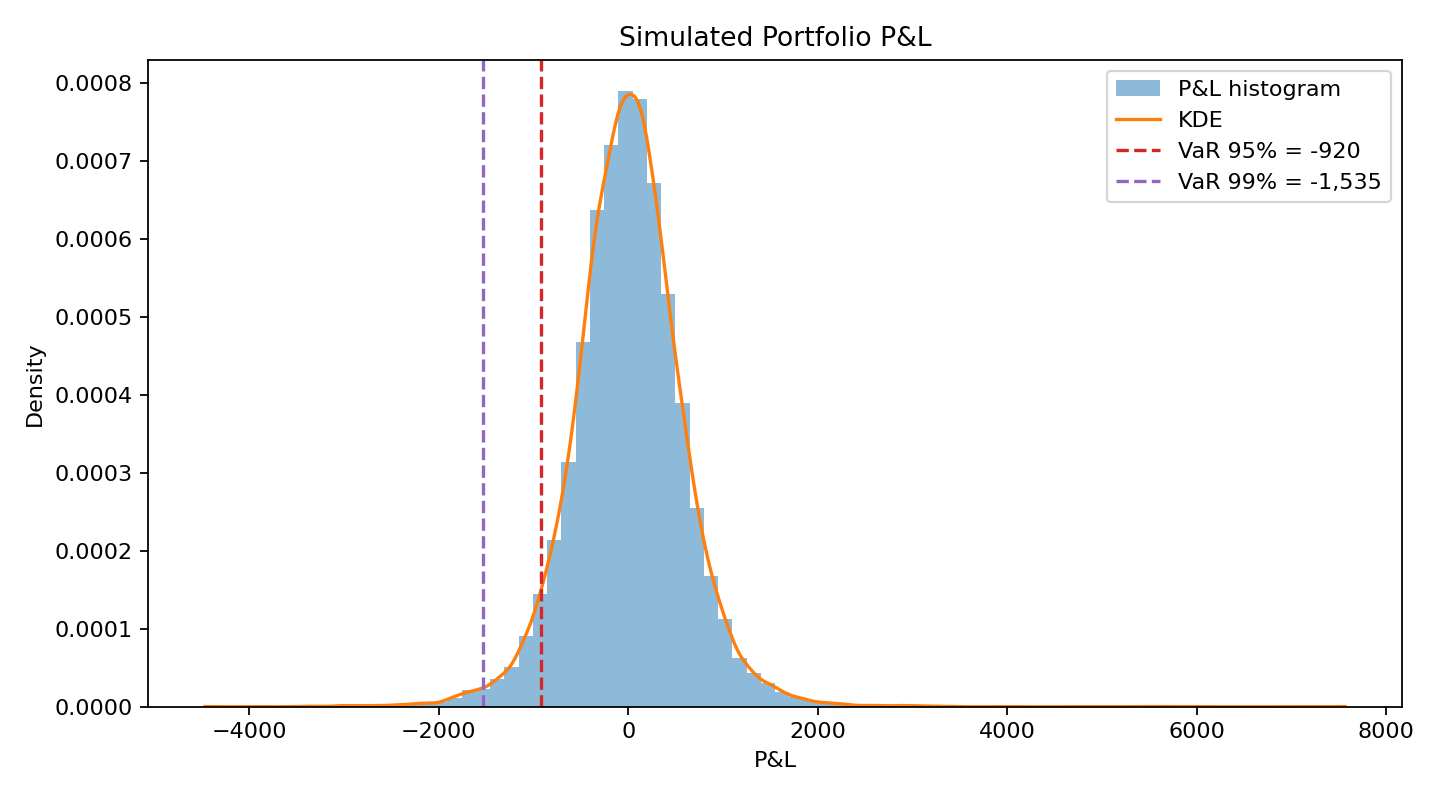 Simulated Portfolio P&L
P&L histogram
KDE
VaR 95% = -920
VaR 99% = -1,535
0.0008
0.0007
0.0006
0.0005
0.0004
0.0003
0.0002
0.0001
0.0000
Density
−4000
−2000
0
2000
4000
6000
8000
P&L